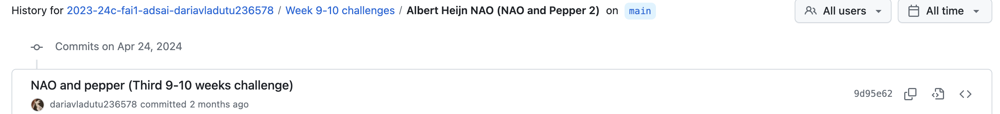 History for 2023-24c-fai1-adsai-dariavladutu236578 / Week 9-10 challenges / Albert Heijn NAO (NAO and Pepper 2) on main All users All time
Commits on Apr 24, 2024
NAO and pepper (Third 9-10 weeks challenge)
9d95e62
dariavladutu236578 committed 2 months ago